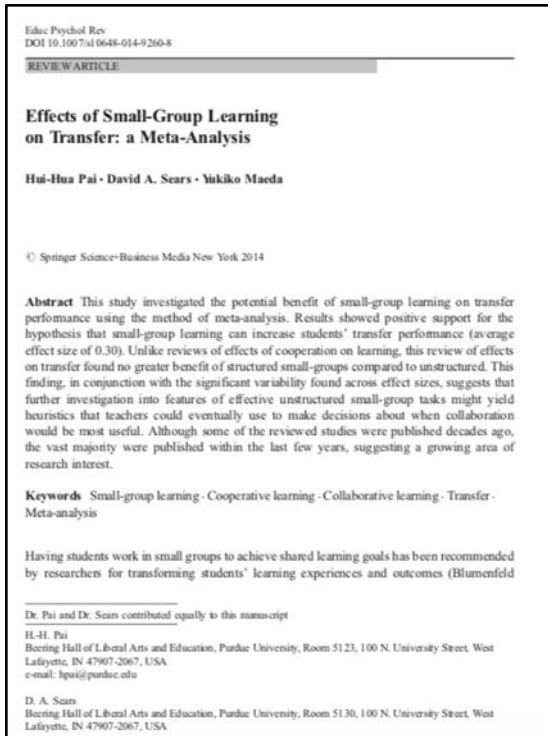 Educ Psychol Rev
DOI 10.1007/s10648-014-9260-8
REVIEW ARTICLE
Effects of Small-Group Learning
on Transfer: a Meta-Analysis
Hui-Hua Pai · David A. Sears · Yukiko Maeda
© Springer Science+Business Media New York 2014
Abstract This study investigated the potential benefit of small-group learning on transfer
performance using the method of meta-analysis. Results showed positive support for the
hypothesis that small-group learning can increase students' transfer performance (average
effect size of 0.30). Unlike reviews of effects of cooperation on learning, this review of effects
on transfer found no greater benefit of structured small-groups compared to unstructured. This
finding, in conjunction with the significant variability found across effect sizes, suggests that
further investigation into features of effective unstructured small-group tasks might yield
heuristics that teachers could eventually use to make decisions about when collaboration
would be most useful. Although some of the reviewed studies were published decades ago,
the vast majority were published within the last few years, suggesting a growing area of
research interest.
Keywords Small-group learning · Cooperative learning · Collaborative learning · Transfer ·
Meta-analysis
Having students work in small groups to achieve shared learning goals has been recommended
by researchers for transforming students' learning experiences and outcomes (Blumenfeld
Dr. Pai and Dr. Sears contributed equally to this manuscript
H.-H. Pai
Beering Hall of Liberal Arts and Education, Purdue University, Room 5123, 100 N. University Street, West
Lafayette, IN 47907-2067, USA
e-mail: hpai@purdue.edu
D. A. Sears
Beering Hall of Liberal Arts and Education, Purdue University, Room 5130, 100 N. University Street, West
Lafayette, IN 47907-2067, USA